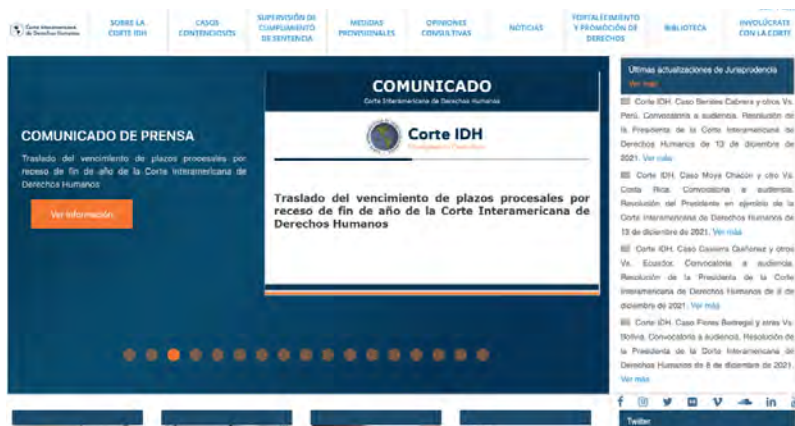 Corte Interamericana
de Derechos Humanos
SOBRE LA
CORTE IDH
CASOS
CONTENCIOSOS
SUPERVISIÓN DE
CUMPLIMIENTO
DE SENTENCIA
MEDIDAS
PROVISIONALES
OPINIONES
CONSULTIVAS
NOTICIAS
FORTALECIMIENTO
Y PROMOCIÓN DE
DERECHOS
BIBLIOTECA
INVOLÚCRATE
CON LA CORTE
COMUNICADO DE PRENSA
Traslado del vencimiento de plazos procesales por
receso de fin de año de la Corte Interamericana de
Derechos Humanos
Ver información
COMUNICADO
Corte Interamericana de Derechos Humanos
Corte IDH
Traslado del vencimiento de plazos procesales por
receso de fin de año de la Corte Interamericana de
Derechos Humanos
Últimas actualizaciones de Jurisprudencia
Ver más
Corte IDH. Caso Benites Cabrera y otros Vs.
Perú. Convocatoria a audiencia. Resolución de
la Presidenta de la Corte Interamericana de
Derechos Humanos de 13 de diciembre de
2021. Ver más
Corte IDH. Caso Moya Chacón y otro Vs.
Costa Rica. Convocatoria a audiencia.
Resolución del Presidente en ejercicio de la
Corte Interamericana de Derechos Humanos de
13 de diciembre de 2021. Ver más
Corte IDH. Caso Casierra Quiñonez y otros
Vs. Ecuador. Convocatoria a audiencia.
Resolución de la Presidenta de la Corte
Interamericana de Derechos Humanos de 8 de
diciembre de 2021. Ver más
Corte IDH. Caso Flores Bedregal y otras Vs.
Bolivia. Convocatoria a audiencia. Resolución de
la Presidenta de la Corte Interamericana de
Derechos Humanos de 8 de diciembre de 2021.
Ver más
Twitter